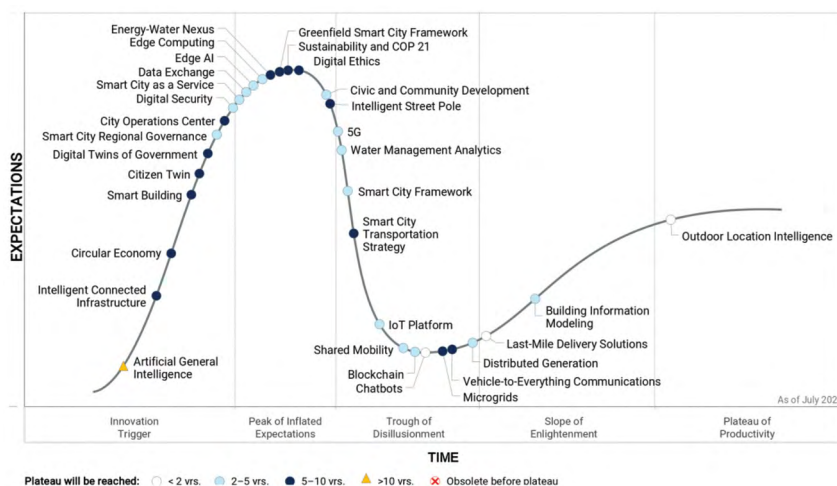 Energy-Water Nexus
Edge Computing
Edge AI
Data Exchange
Smart City as a Service
Digital Security
City Operations Center
Smart City Regional Governance
Digital Twins of Government
Citizen Twin
Smart Building
Circular Economy
Intelligent Connected
Infrastructure
Artificial General
Intelligence
Greenfield Smart City Framework
Sustainability and COP 21
Digital Ethics
Civic and Community Development
Intelligent Street Pole
5G
Water Management Analytics
Smart City Framework
Smart City
Transportation
Strategy
IoT Platform
Shared Mobility
Blockchain
Chatbots
Microgrids
Vehicle-to-Everything Communications
Distributed Generation
Last-Mile Delivery Solutions
Building Information
Modeling
Outdoor Location Intelligence
EXPECTATIONS
As of July 202
Innovation
Trigger
Peak of Inflated
Expectations
Trough of
Disillusionment
Slope of
Enlightenment
Plateau of
Productivity
TIME
Plateau will be reached: < 2 yrs. 2–5 yrs. 5–10 yrs. >10 yrs. Obsolete before plateau